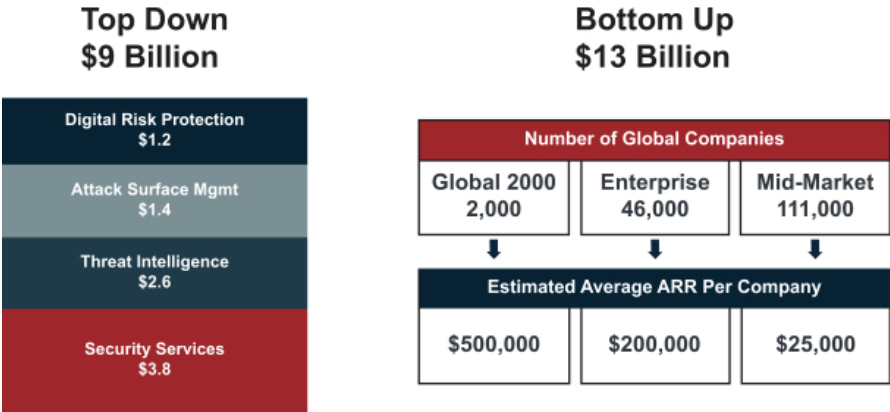 Top Down
$9 Billion
Digital Risk Protection
$1.2
Attack Surface Mgmt
$1.4
Threat Intelligence
$2.6
Security Services
$3.8
Bottom Up
$13 Billion
Number of Global Companies
Global 2000
2,000
Enterprise
46,000
Mid-Market
111,000
Estimated Average ARR Per Company
$500,000
$200,000
$25,000